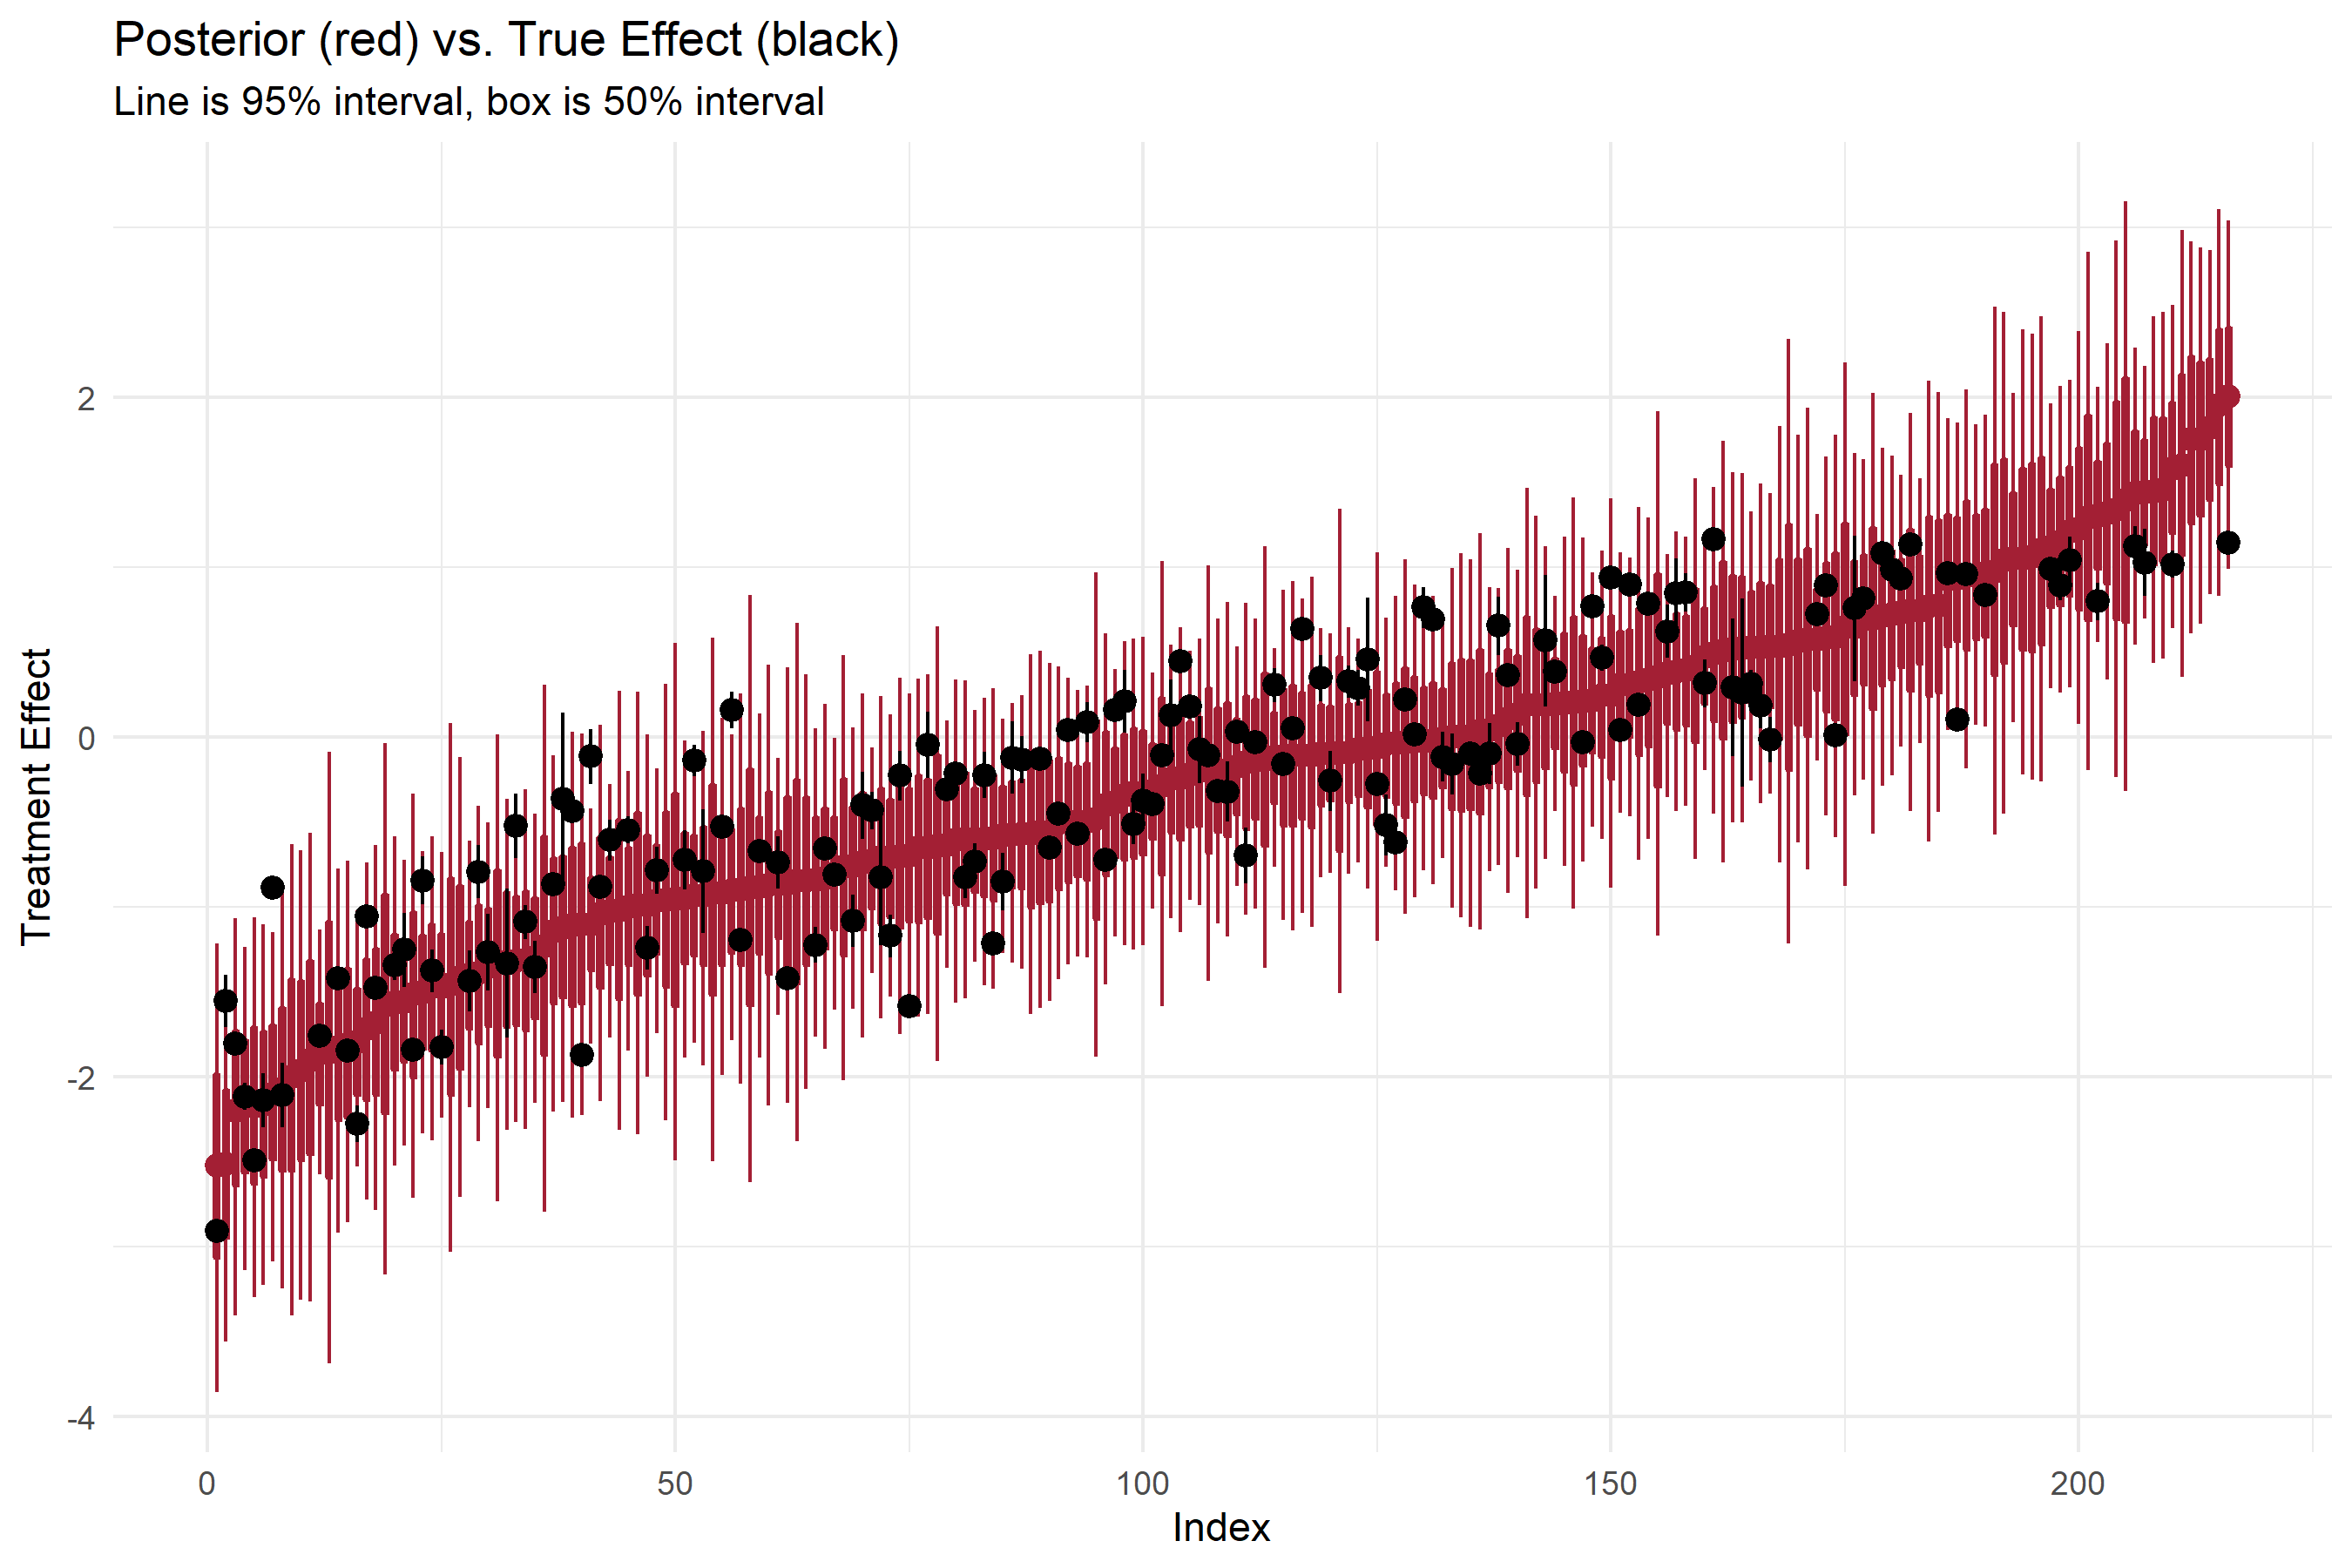 Posterior (red) vs. True Effect (black)
Line is 95% interval, box is 50% interval
Treatment Effect
2
0
-2
-4
0
50
100
150
200
Index